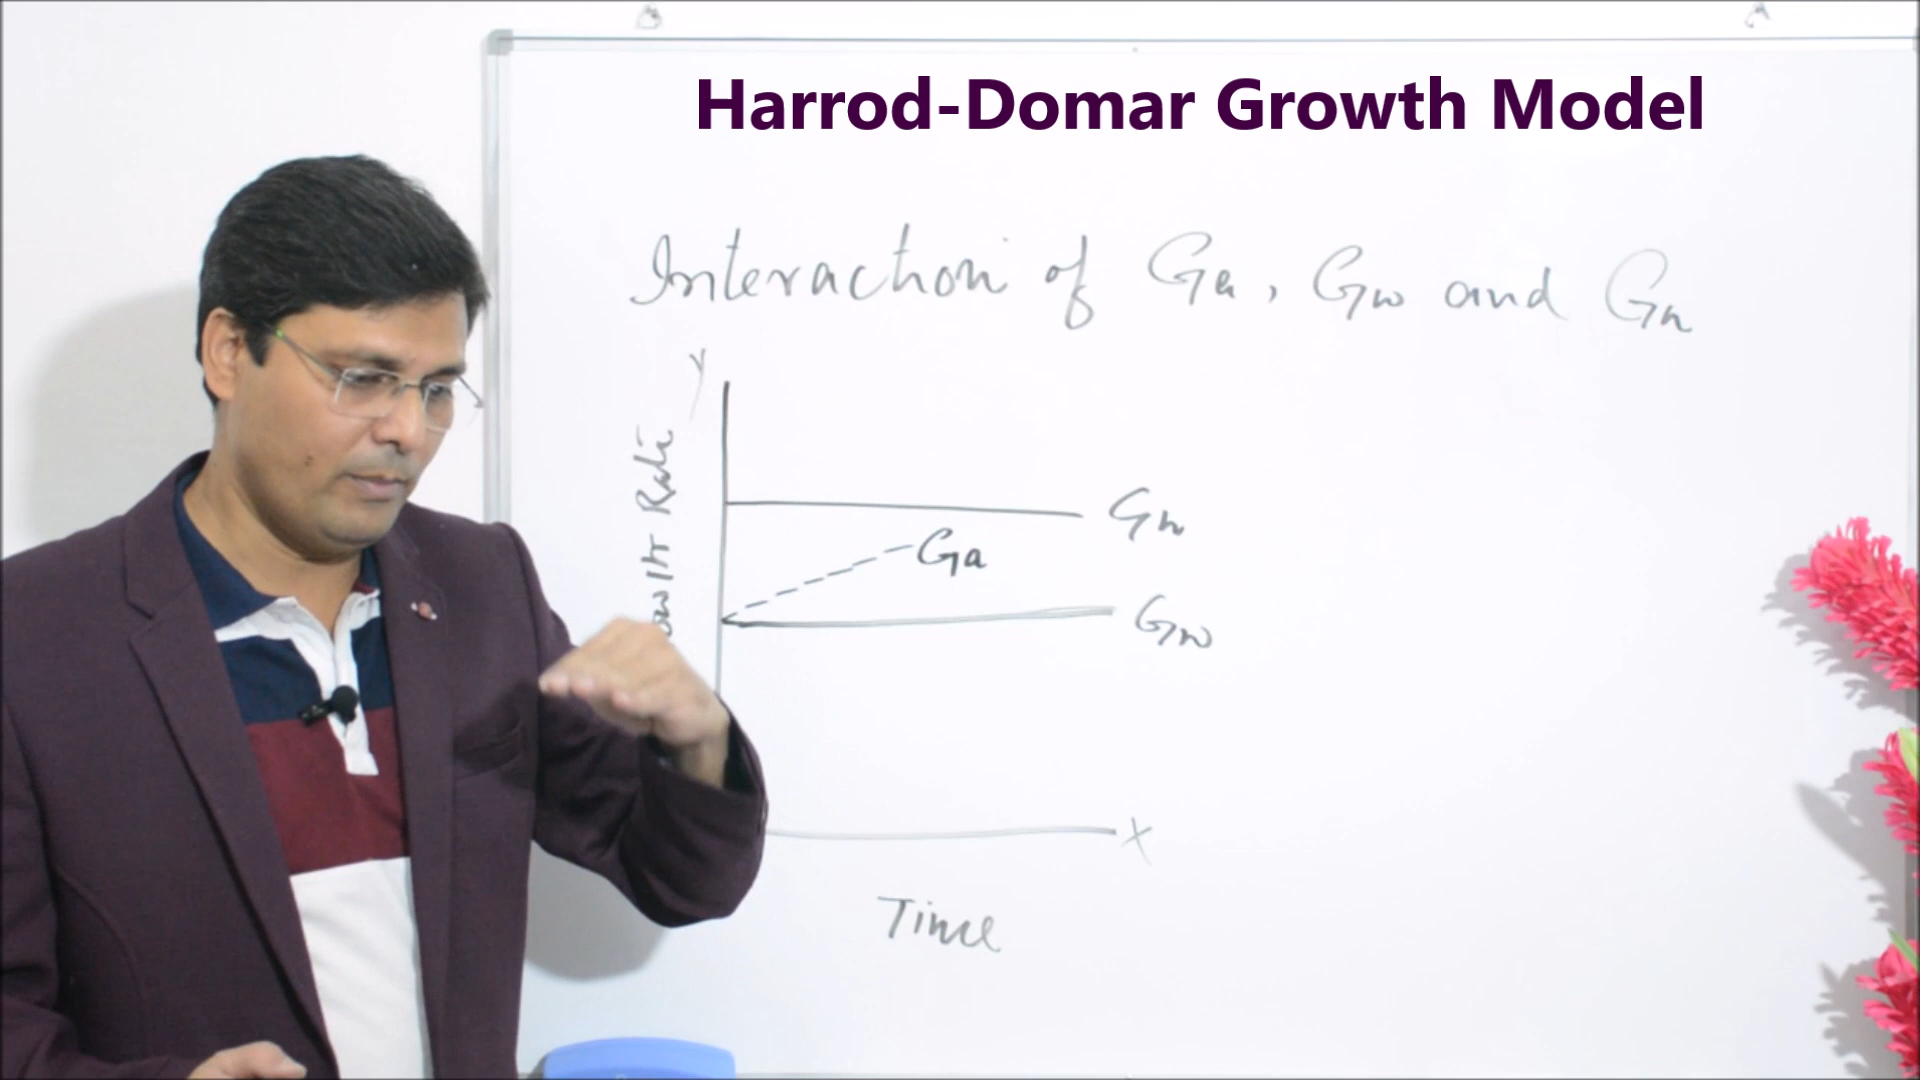 Harrod-Domar Growth Model
Interaction of Ga, Gw and Gn
Y
Gn
Ga
Gw
X
Time